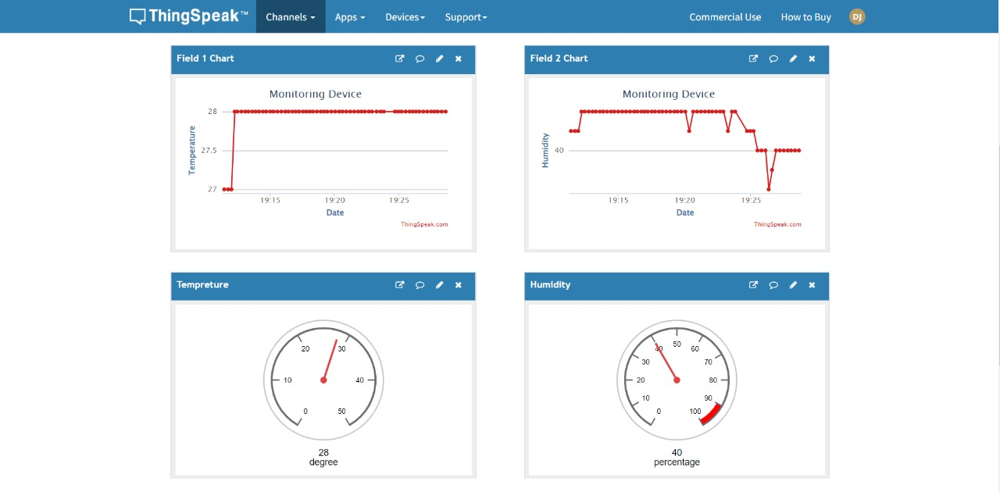 ThingSpeak™ Channels Apps Devices Support Commercial Use How to Buy DJ
Field 1 Chart
Monitoring Device
28
27.5
27
Temperature
19:15 19:20 19:25
Date
ThingSpeak.com
Field 2 Chart
Monitoring Device
40
Humidity
19:15 19:20 19:25
Date
ThingSpeak.com
Tempreture
0
10
20
30
40
50
28
degree
Humidity
0
10
20
30
40
50
60
70
80
90
100
40
percentage